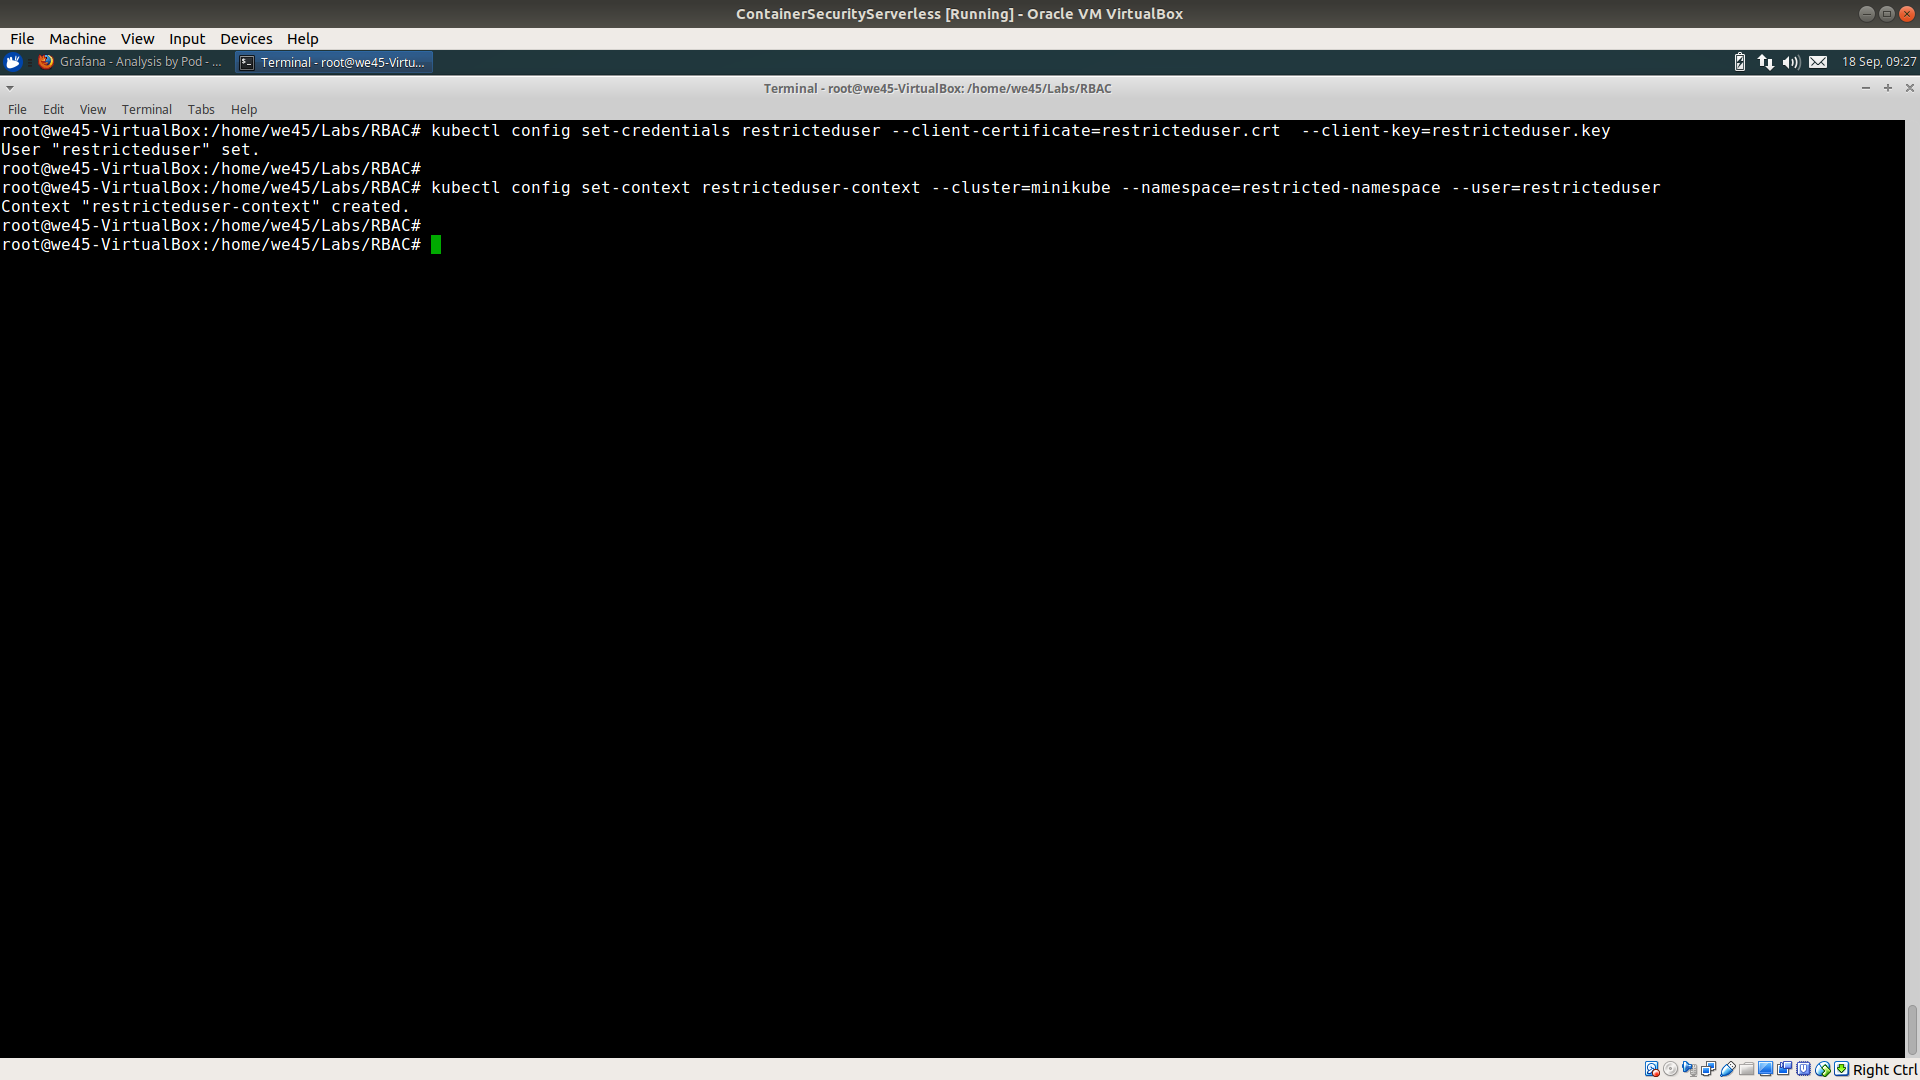 ContainerSecurityServerless [Running] - Oracle VM VirtualBox
File Machine View Input Devices Help
Grafana - Analysis by Pod - ... Terminal - root@we45-Virtu... 18 Sep, 09:27
Terminal - root@we45-VirtualBox: /home/we45/Labs/RBAC
File Edit View Terminal Tabs Help
root@we45-VirtualBox:/home/we45/Labs/RBAC# kubectl config set-credentials restricteduser --client-certificate=restricteduser.crt  --client-key=restricteduser.key
User "restricteduser" set.
root@we45-VirtualBox:/home/we45/Labs/RBAC#
root@we45-VirtualBox:/home/we45/Labs/RBAC# kubectl config set-context restricteduser-context --cluster=minikube --namespace=restricted-namespace --user=restricteduser
Context "restricteduser-context" created.
root@we45-VirtualBox:/home/we45/Labs/RBAC#
root@we45-VirtualBox:/home/we45/Labs/RBAC#
Right Ctrl